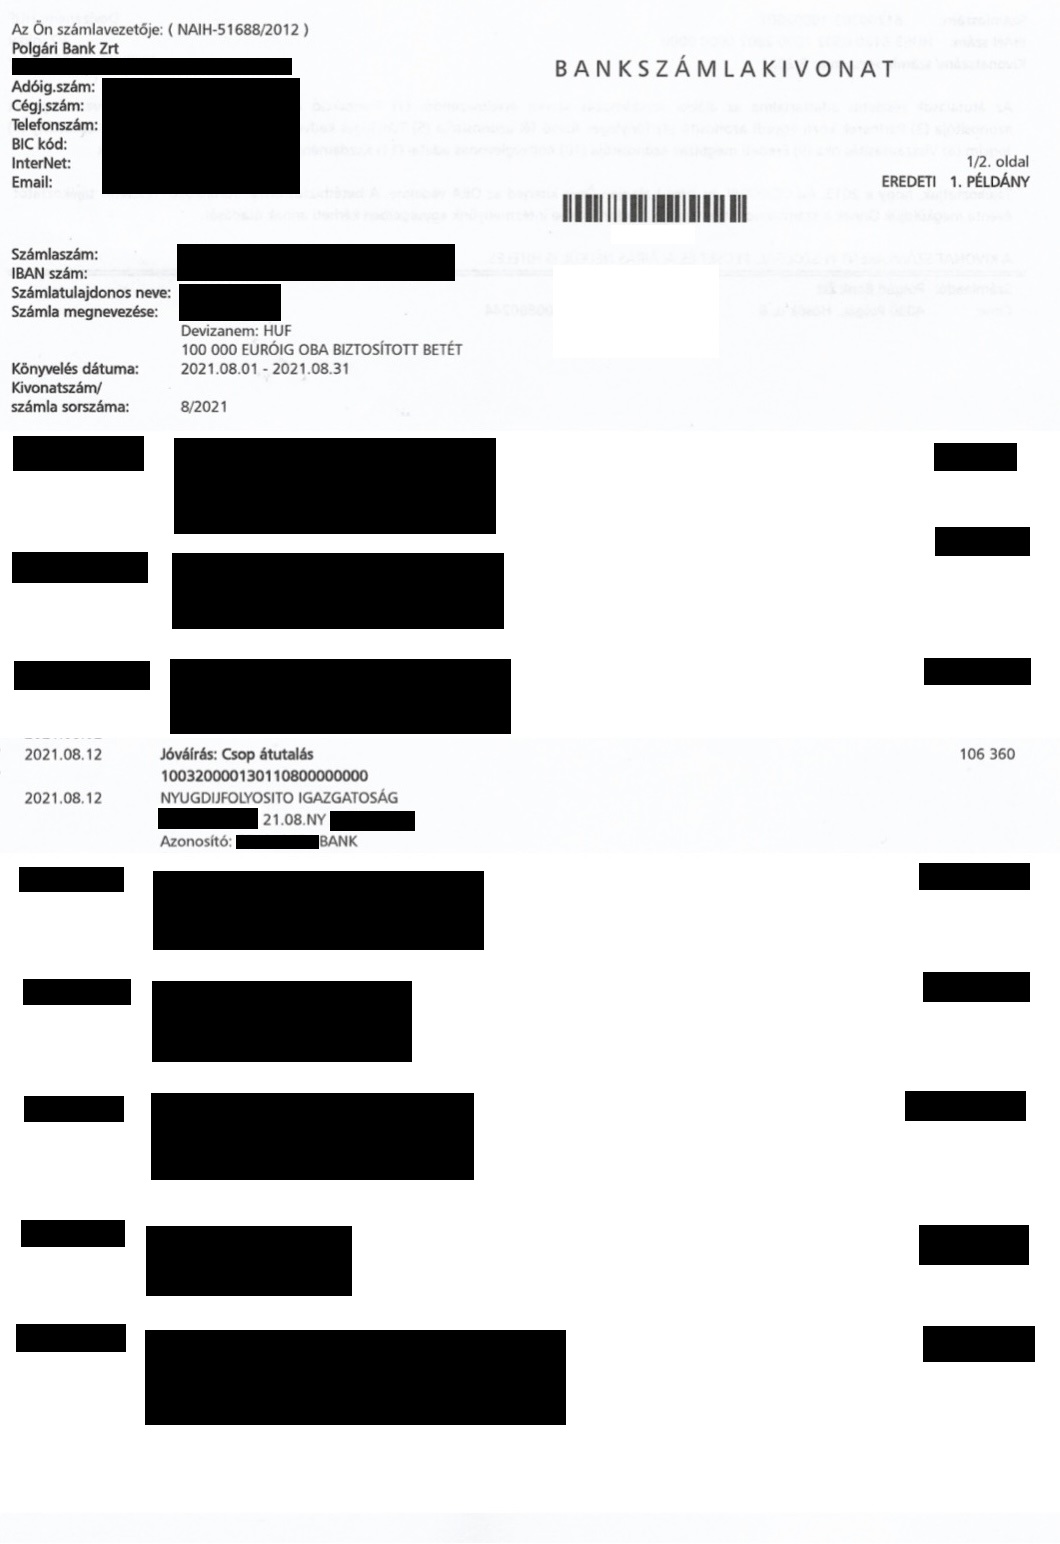 Az Ön számlavezetője: ( NAIH-51688/2012 )
Polgári Bank Zrt
BANKSZÁMLAKIVONAT
Adóig.szám:
Cégj.szám:
Telefonszám:
BIC kód:
InterNet:
Email:
1/2. oldal
EREDETI 1. PÉLDÁNY
Számlaszám:
IBAN szám:
Számlatulajdonos neve:
Számla megnevezése:
Devizanem: HUF
100 000 EURÓIG OBA BIZTOSÍTOTT BETÉT
Könyvelés dátuma: 2021.08.01 - 2021.08.31
Kivonatszám/
számla sorszáma: 8/2021
2021.08.12 Jóváírás: Csop átutalás 106 360
100320000130110800000000
2021.08.12 NYUGDIJFOLYOSITO IGAZGATOSÁG
21.08.NY
Azonosító: BANK